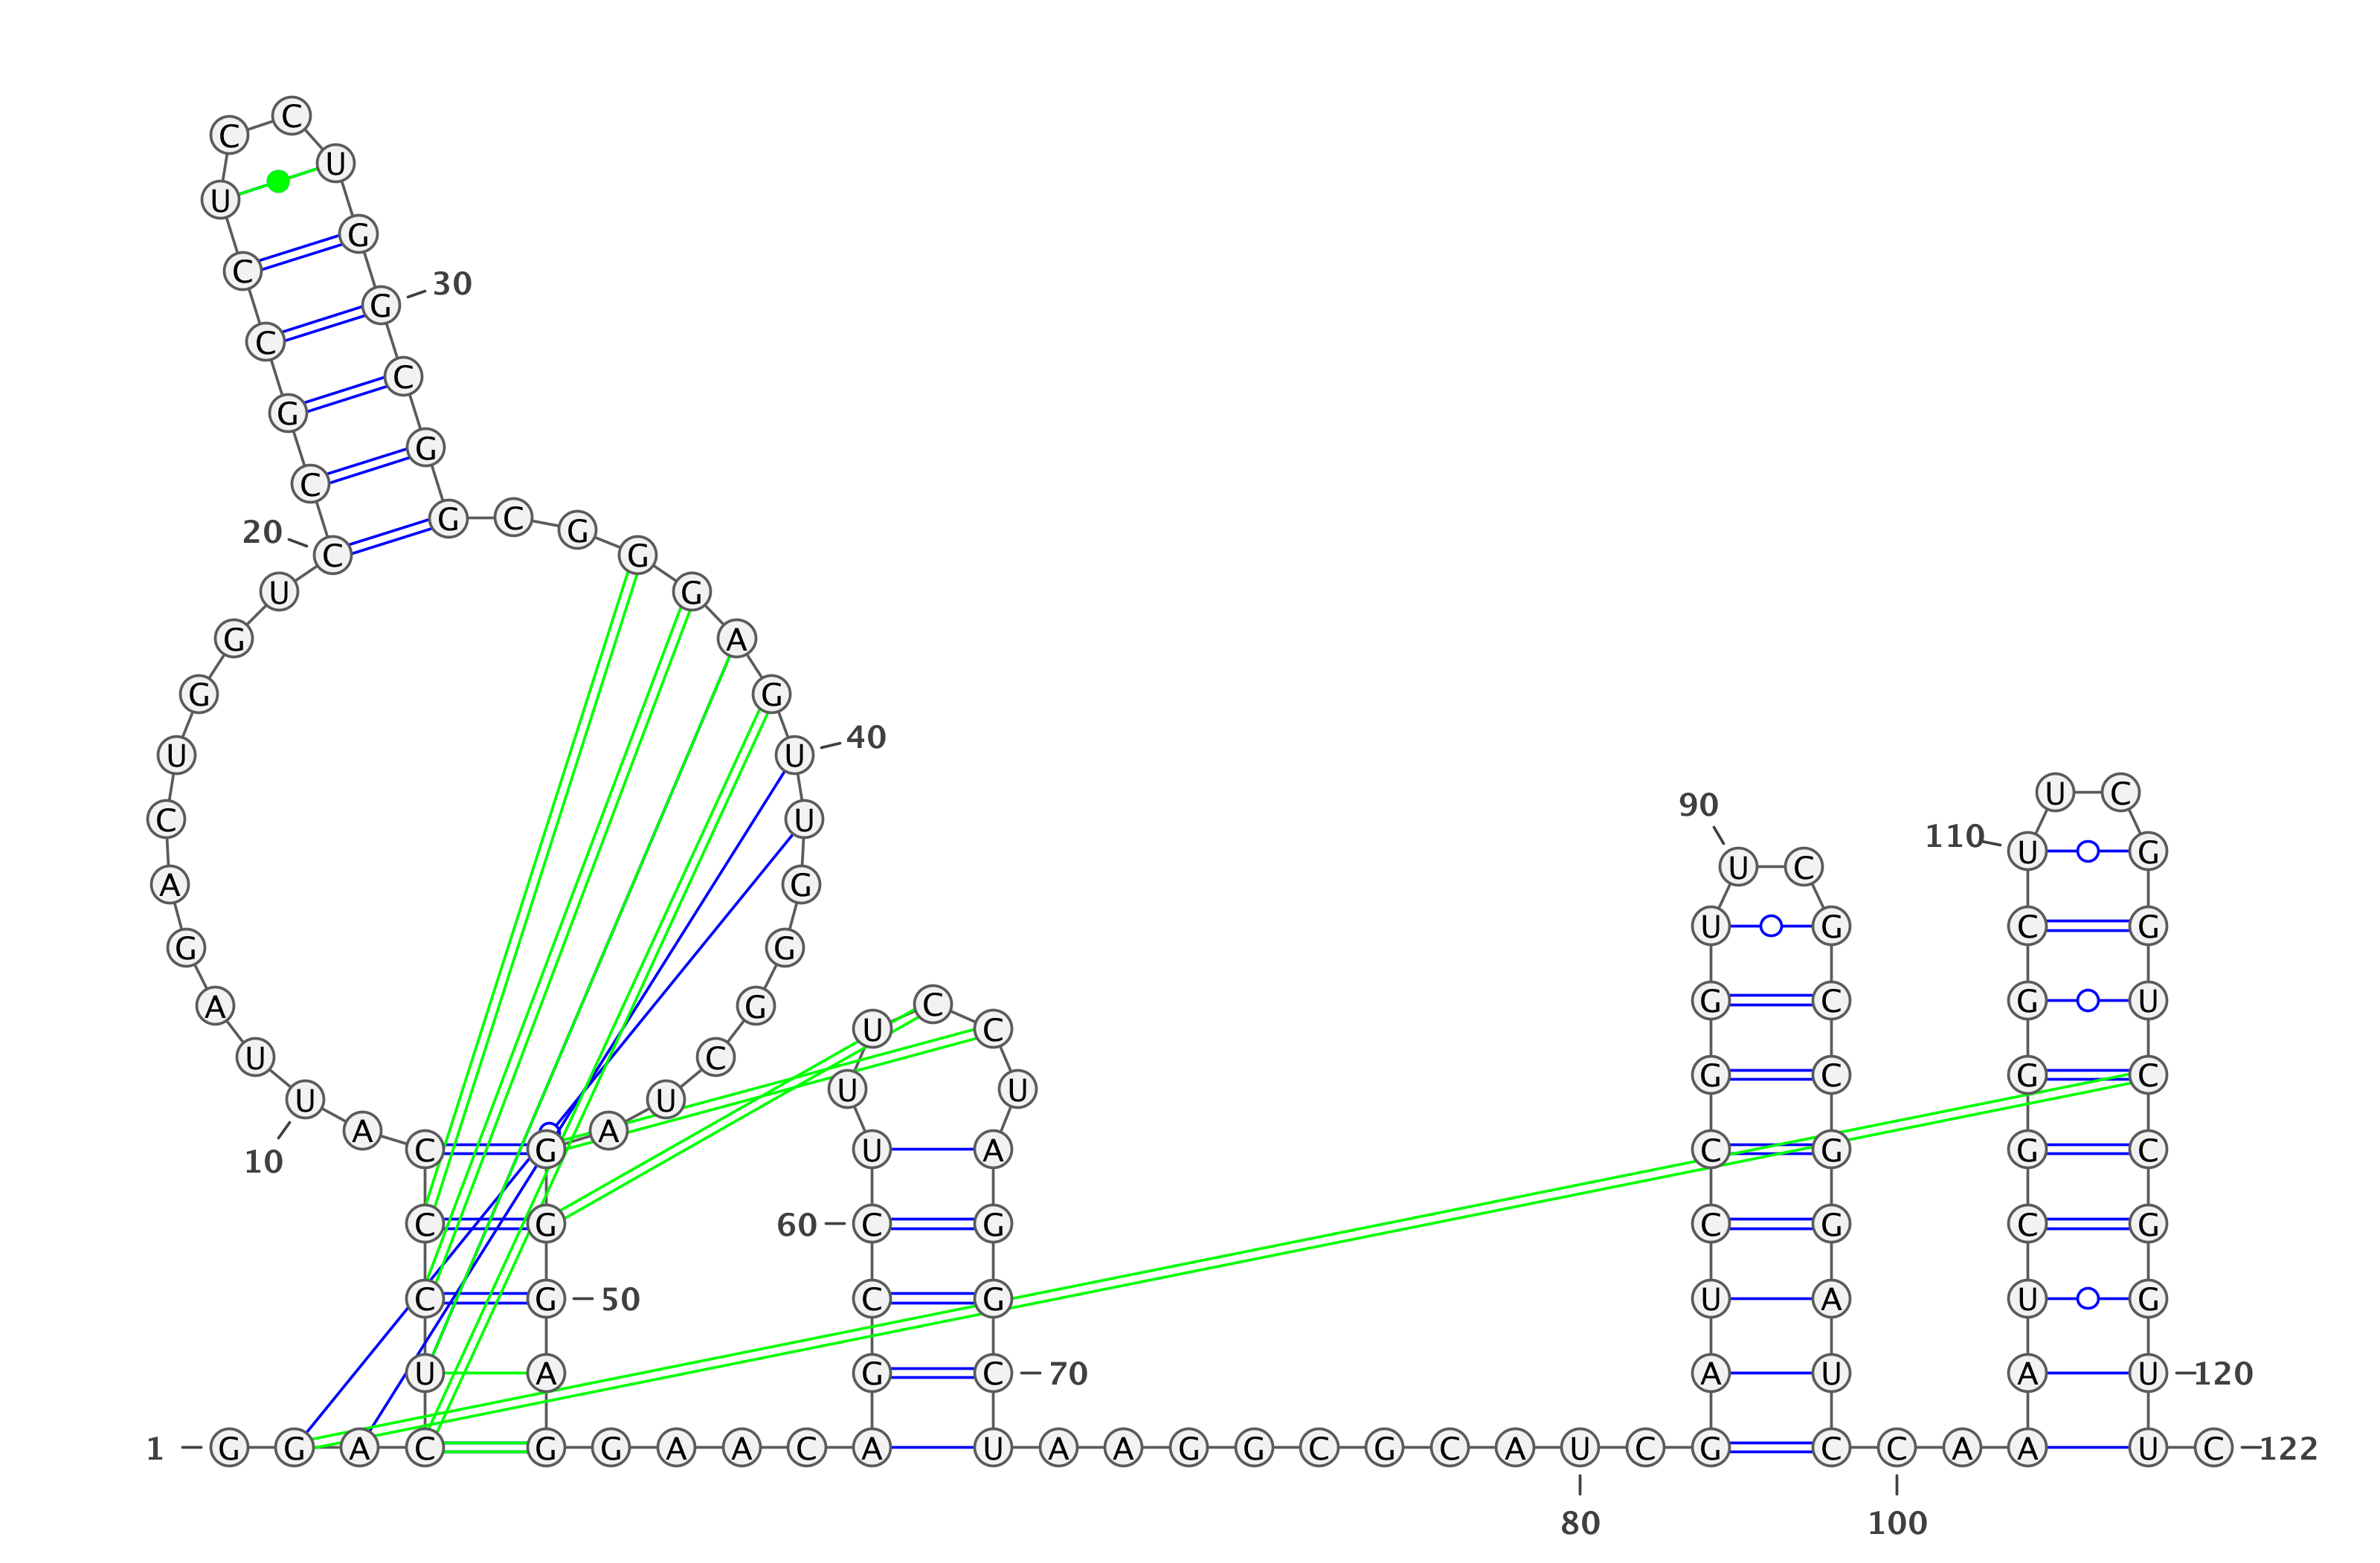 C
C
U
U
G
C 30
G
C
C
G
G
C
G C G
20 C G
U G
G A
G G
U U 40
U C
90
C U
110 U G
U C
A G
U G C G
G G
A G C G C G U
U C
U C
G C G C
U U
U U
A A
C G U A C G G C
10
C G 60 C G C G C G
C G 50 C G U A U G
U A G C 70 A U A U 120
1 G G A C G G A A C A U A A G G C G C A U C G C C A A U C 122
80 100